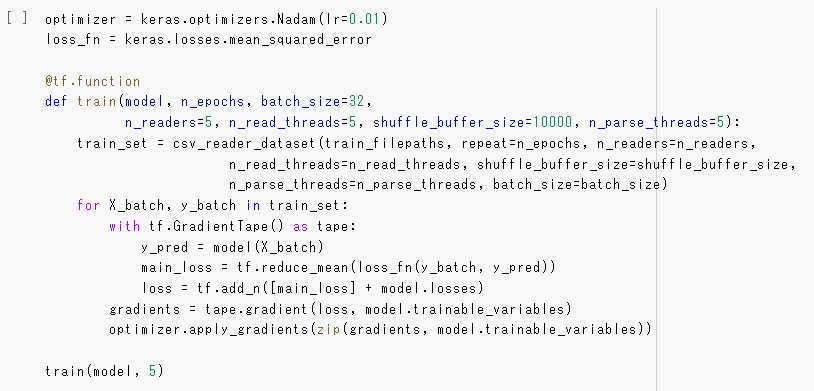 [ ] optimizer = keras.optimizers.Nadam(lr=0.01)
loss_fn = keras.losses.mean_squared_error
@tf.function
def train(model, n_epochs, batch_size=32,
n_readers=5, n_read_threads=5, shuffle_buffer_size=10000, n_parse_threads=5):
train_set = csv_reader_dataset(train_filepaths, repeat=n_epochs, n_readers=n_readers,
n_read_threads=n_read_threads, shuffle_buffer_size=shuffle_buffer_size,
n_parse_threads=n_parse_threads, batch_size=batch_size)
for X_batch, y_batch in train_set:
with tf.GradientTape() as tape:
y_pred = model(X_batch)
main_loss = tf.reduce_mean(loss_fn(y_batch, y_pred))
loss = tf.add_n([main_loss] + model.losses)
gradients = tape.gradient(loss, model.trainable_variables)
optimizer.apply_gradients(zip(gradients, model.trainable_variables))
train(model, 5)